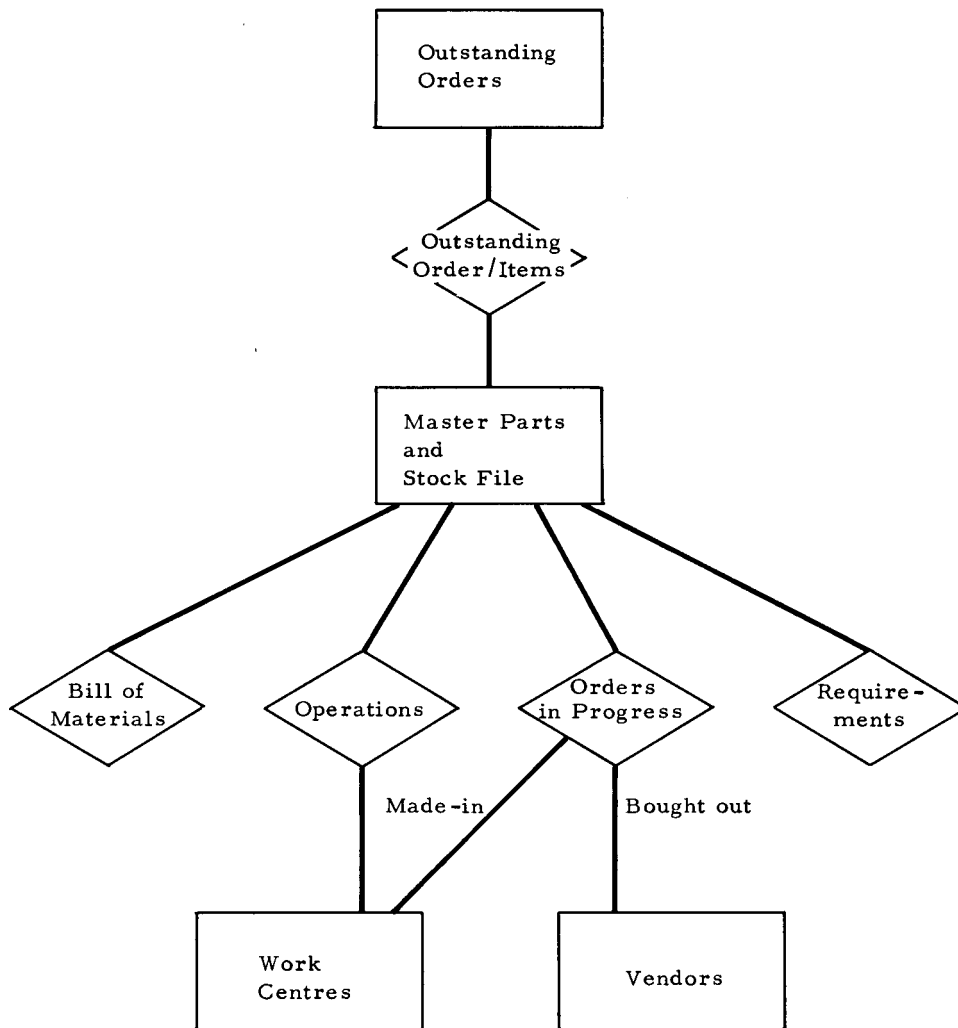 Outstanding
Orders
Outstanding
Order/Items
Master Parts
and
Stock File
Bill of
Materials
Operations
Orders
in Progress
Require-
ments
Made-in
Bought out
Work
Centres
Vendors